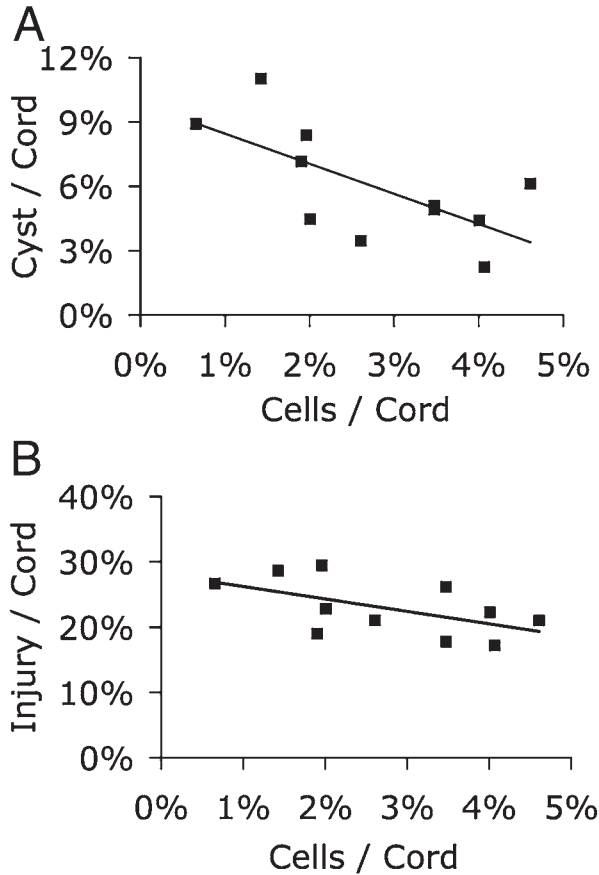 A
12%
9%
6%
3%
0%
Cyst / Cord
0% 1% 2% 3% 4% 5%
Cells / Cord
B
40%
30%
20%
10%
0%
Injury / Cord
0% 1% 2% 3% 4% 5%
Cells / Cord